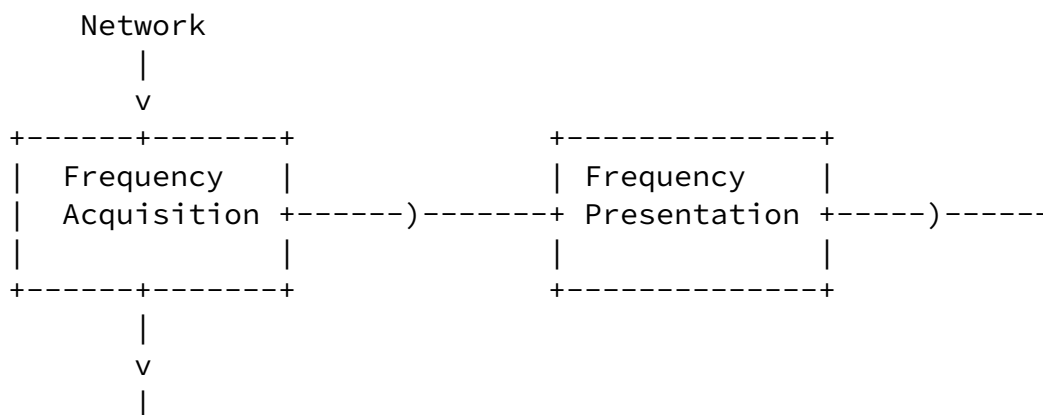 Network
|
v
+------+-------+ +--------------+
| Frequency | | Frequency |
| Acquisition +------)-------+ Presentation +-----)------
| | | |
+------+-------+ +--------------+
|
v
|